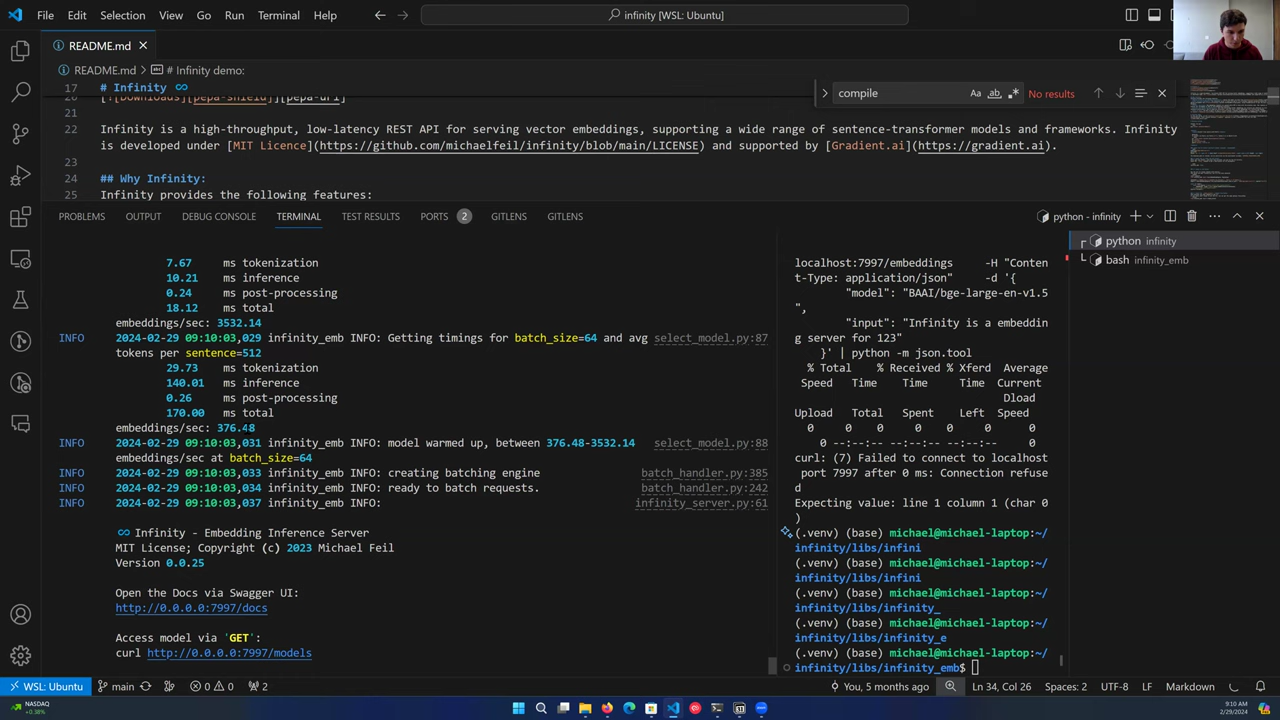 File Edit Selection View Go Run Terminal Help
infinity [WSL: Ubuntu]
README.md
README.md > # Infinity demo:
17 # Infinity ∞
20 [![Downloads][pepa-shield]][pepa-url]
21
22 Infinity is a high-throughput, low-latency REST API for serving vector embeddings, supporting a wide range of sentence-transformer models and frameworks. Infinity
is developed under [MIT Licence](https://github.com/michaelfeil/infinity/blob/main/LICENSE) and supported by [Gradient.ai](https://gradient.ai).
23
24 ## Why Infinity:
25 Infinity provides the following features:
compile
Aa ab .*
No results
PROBLEMS OUTPUT DEBUG CONSOLE TERMINAL TEST RESULTS PORTS 2 GITLENS GITLENS
python - infinity
python infinity
bash infinity_emb
7.67 ms tokenization
10.21 ms inference
0.24 ms post-processing
18.12 ms total
embeddings/sec: 3532.14
INFO 2024-02-29 09:10:03,029 infinity_emb INFO: Getting timings for batch_size=64 and avg select_model.py:87
tokens per sentence=512
29.73 ms tokenization
140.01 ms inference
0.26 ms post-processing
170.00 ms total
embeddings/sec: 376.48
INFO 2024-02-29 09:10:03,031 infinity_emb INFO: model warmed up, between 376.48-3532.14 select_model.py:88
embeddings/sec at batch_size=64
INFO 2024-02-29 09:10:03,033 infinity_emb INFO: creating batching engine batch_handler.py:385
INFO 2024-02-29 09:10:03,034 infinity_emb INFO: ready to batch requests. batch_handler.py:242
INFO 2024-02-29 09:10:03,037 infinity_emb INFO: infinity_server.py:61
∞ Infinity - Embedding Inference Server
MIT License; Copyright (c) 2023 Michael Feil
Version 0.0.25
Open the Docs via Swagger UI:
http://0.0.0.0:7997/docs
Access model via 'GET':
curl http://0.0.0.0:7997/models
localhost:7997/embeddings -H "Conten
t-Type: application/json" -d '{
"model": "BAAI/bge-large-en-v1.5
",
"input": "Infinity is a embeddin
g server for 123"
}' | python -m json.tool
% Total % Received % Xferd Average
Speed Time Time Time Current
Dload
Upload Total Spent Left Speed
0 0 0 0 0 0
0 --:--:-- --:--:-- --:--:-- 0
curl: (7) Failed to connect to localhost
port 7997 after 0 ms: Connection refuse
d
Expecting value: line 1 column 1 (char 0
)
(.venv) (base) michael@michael-laptop:~/
infinity/libs/infini
(.venv) (base) michael@michael-laptop:~/
infinity/libs/infini
(.venv) (base) michael@michael-laptop:~/
infinity/libs/infinity_
(.venv) (base) michael@michael-laptop:~/
infinity/libs/infinity_e
(.venv) (base) michael@michael-laptop:~/
infinity/libs/infinity_emb$
WSL: Ubuntu main 0 0 2 You, 5 months ago Ln 34, Col 26 Spaces: 2 UTF-8 LF Markdown
NASDAQ
+0.38%
9:10 AM
2/29/2024